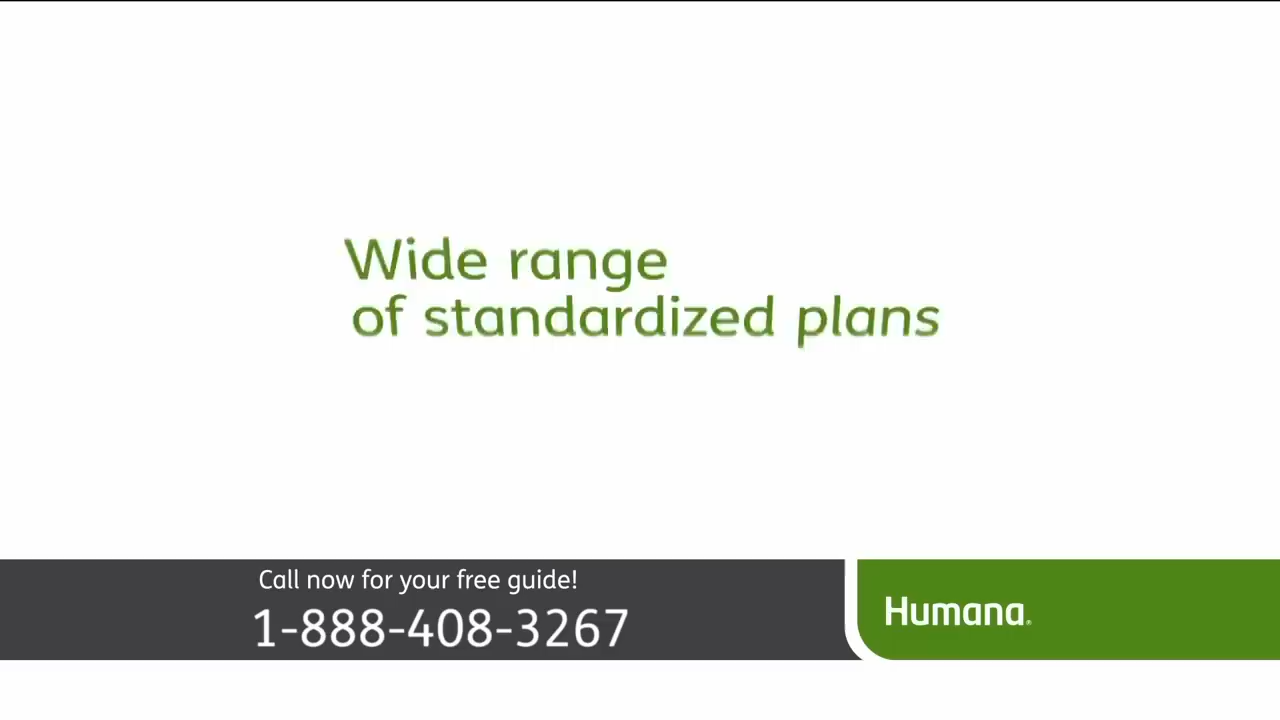 Wide range
of standardized plans
Call now for your free guide!
1-888-408-3267
Humana®